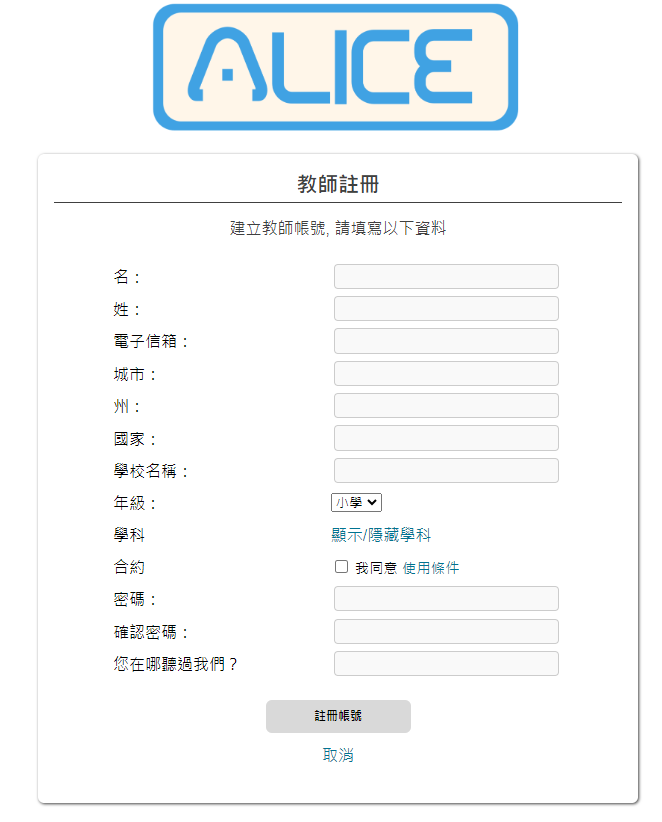 ALICE
教師註冊
建立教師帳號, 請填寫以下資料
名：
姓：
電子信箱：
城市：
州：
國家：
學校名稱：
年級： 小學
學科 顯示/隱藏學科
合約 我同意 使用條件
密碼：
確認密碼：
您在哪聽過我們？
註冊帳號
取消